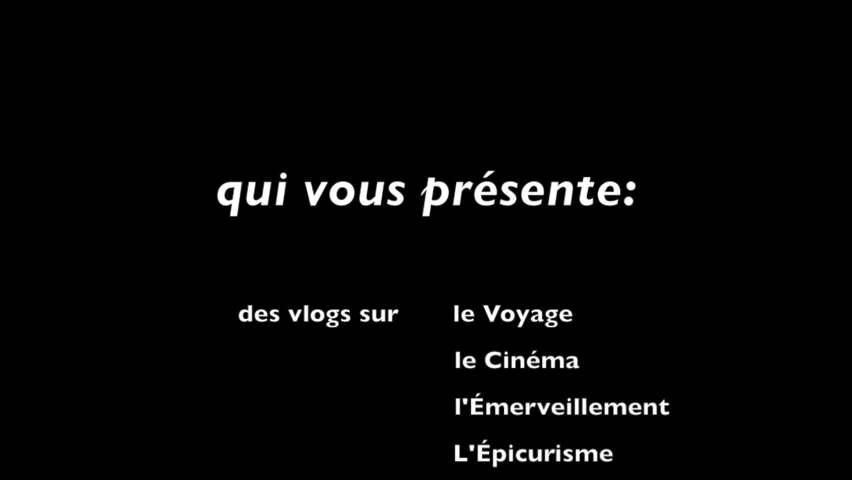 qui vous présente:
des vlogs sur le Voyage
le Cinéma
l'Émerveillement
L'Épicurisme